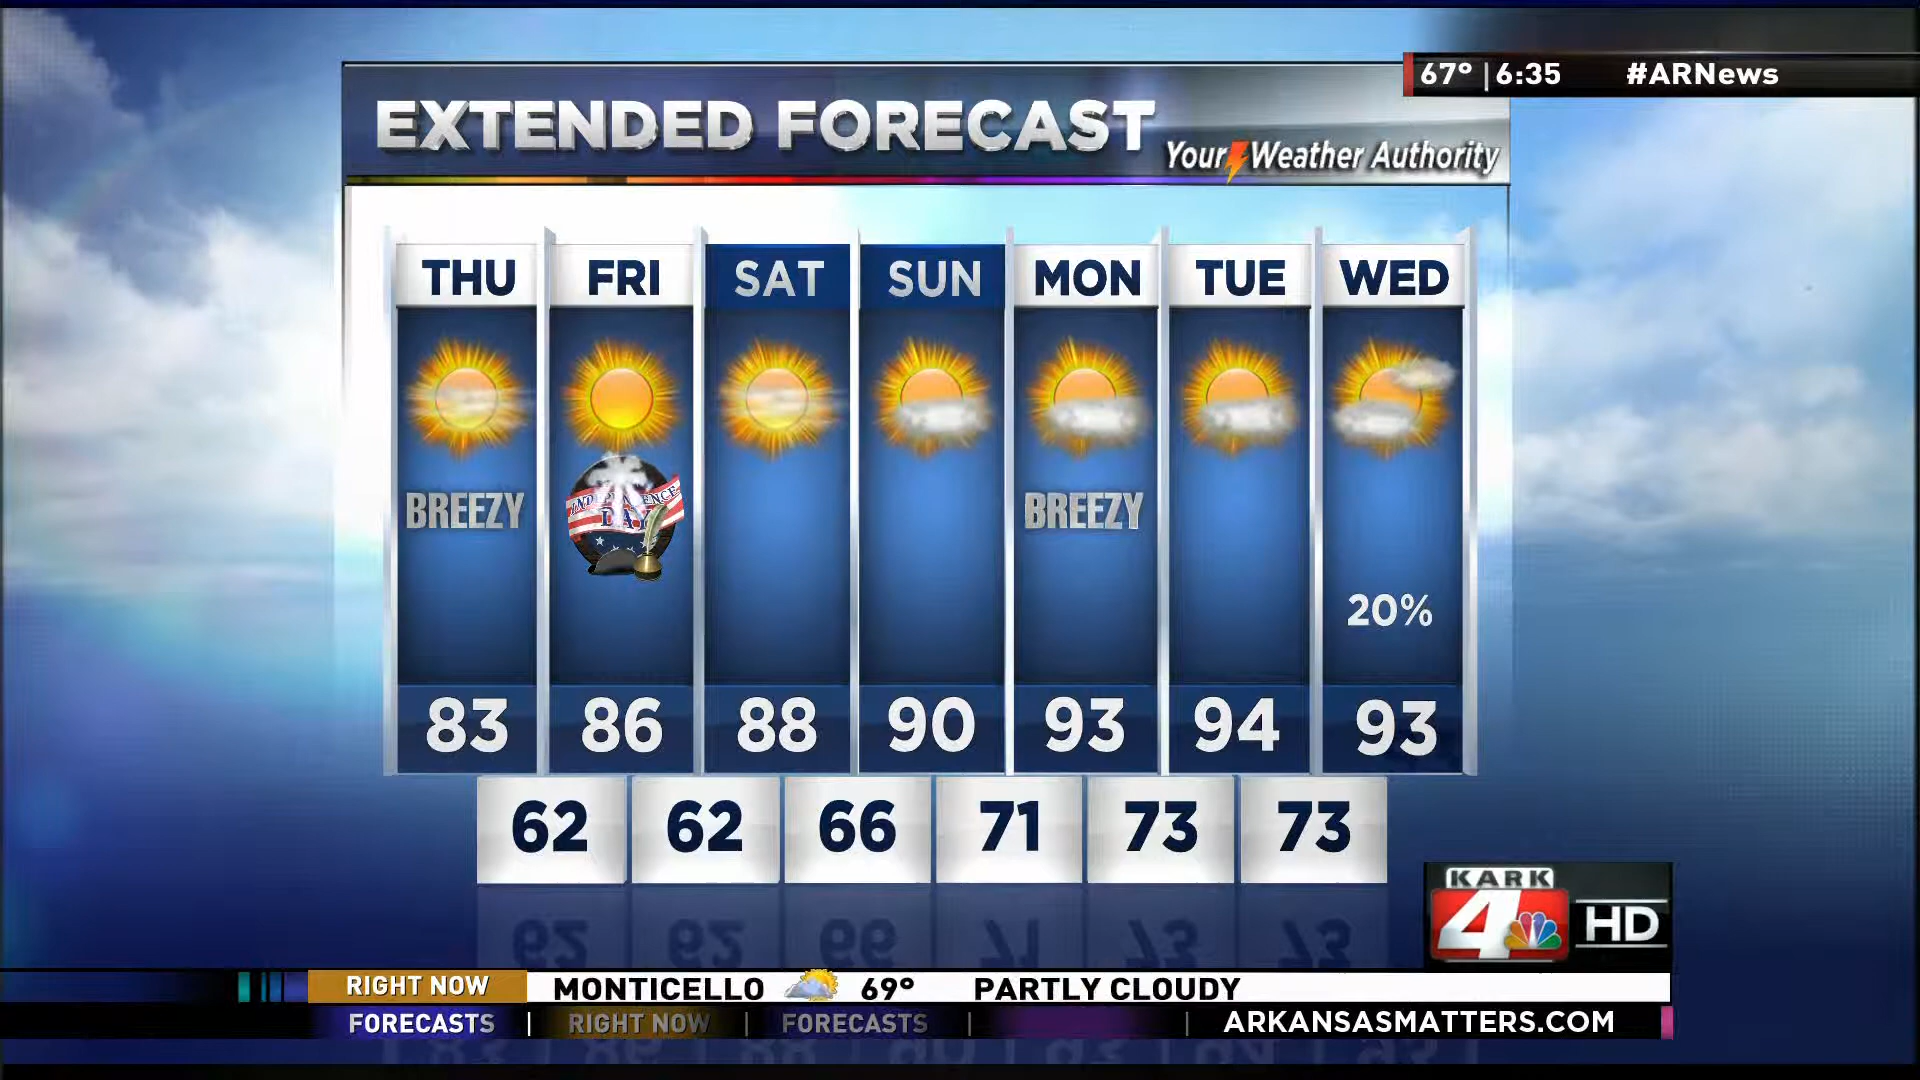 67° | 6:35 #ARNews
EXTENDED FORECAST
Your Weather Authority
THU FRI SAT SUN MON TUE WED
BREEZY BREEZY
INDEPENDENCE
DAY
20%
83 86 88 90 93 94 93
62 62 66 71 73 73
KARK
4 HD
RIGHT NOW MONTICELLO 69° PARTLY CLOUDY
FORECASTS | RIGHT NOW | FORECASTS | | ARKANSASMATTERS.COM